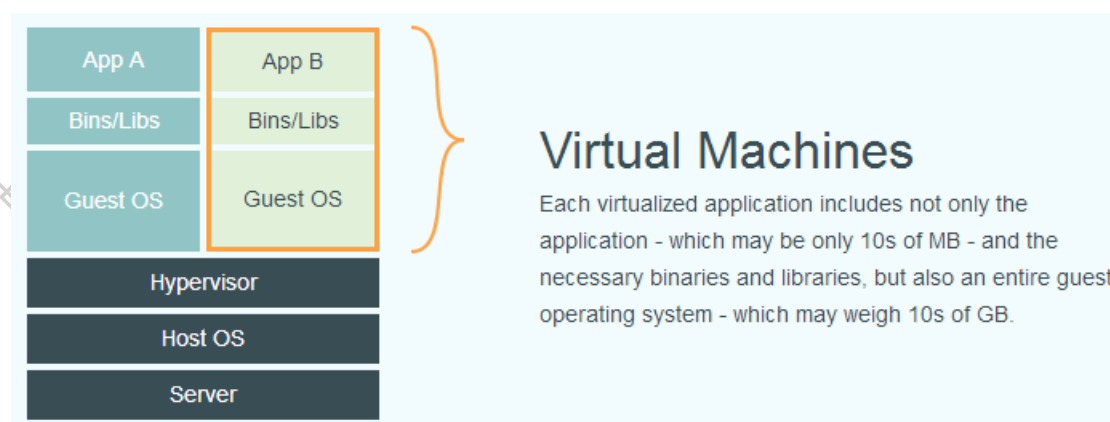 App A
App B
Bins/Libs
Bins/Libs
Guest OS
Guest OS
Hypervisor
Host OS
Server
Virtual Machines
Each virtualized application includes not only the
application - which may be only 10s of MB - and the
necessary binaries and libraries, but also an entire guest
operating system - which may weigh 10s of GB.